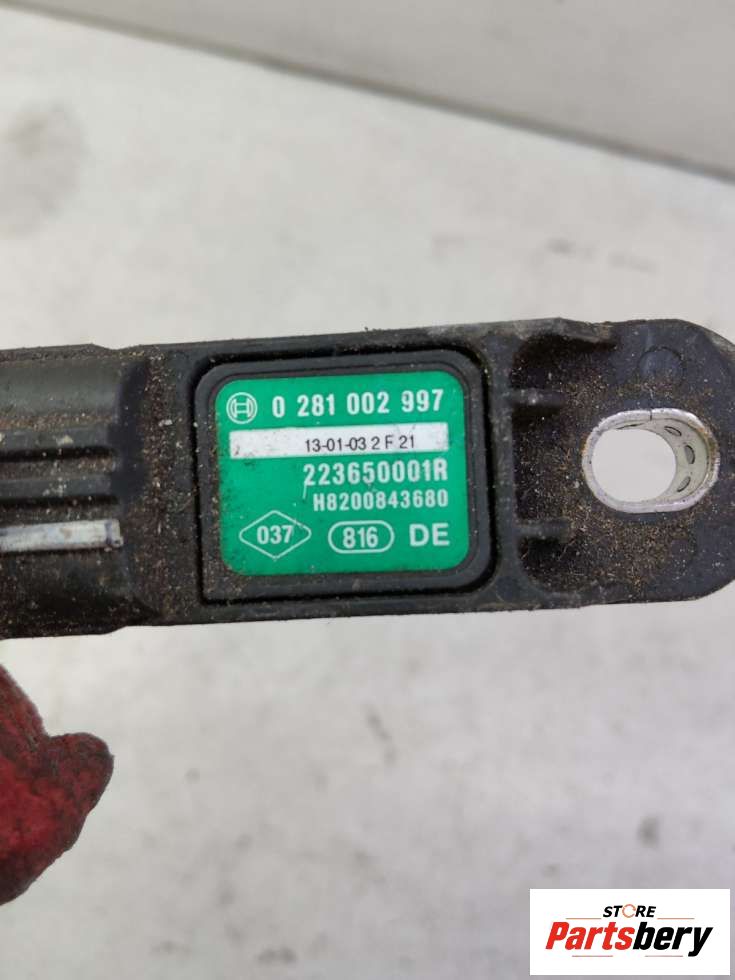 0 281 002 997
13-01-03 2 F 21
223650001R
H8200843680
037 816 DE
STORE
Partsbery